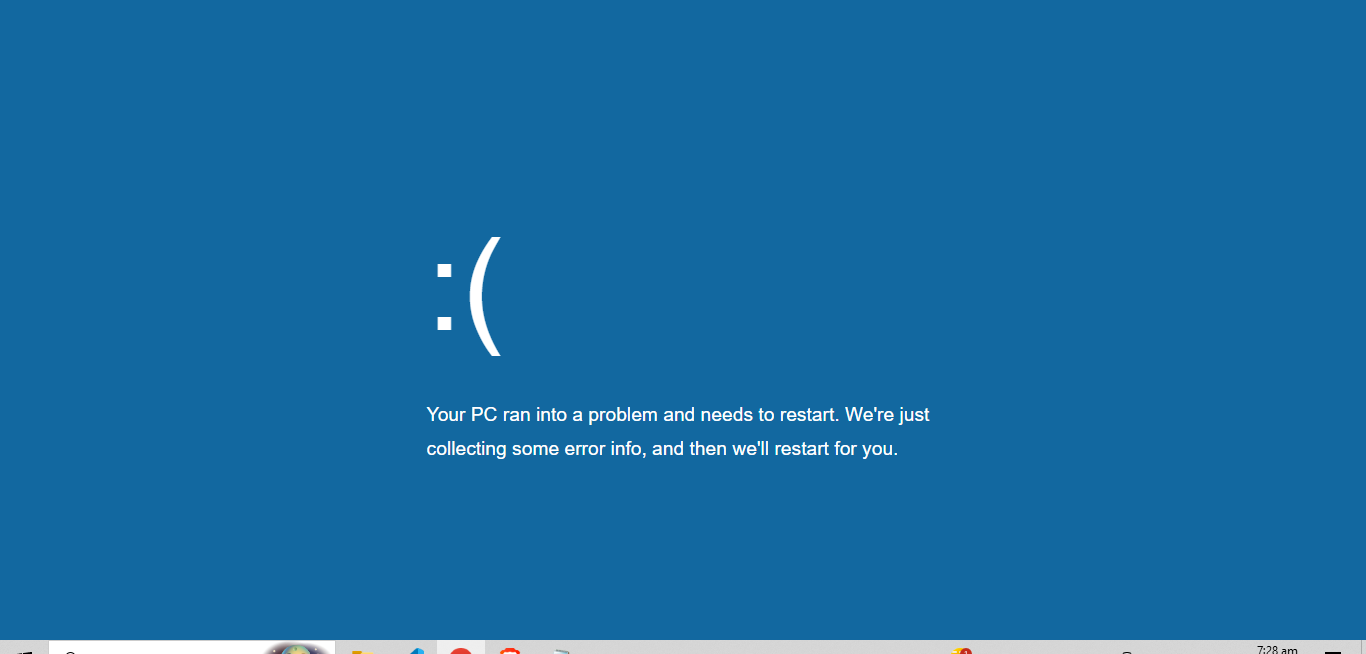 :(
Your PC ran into a problem and needs to restart. We're just
collecting some error info, and then we'll restart for you.
7:28 am